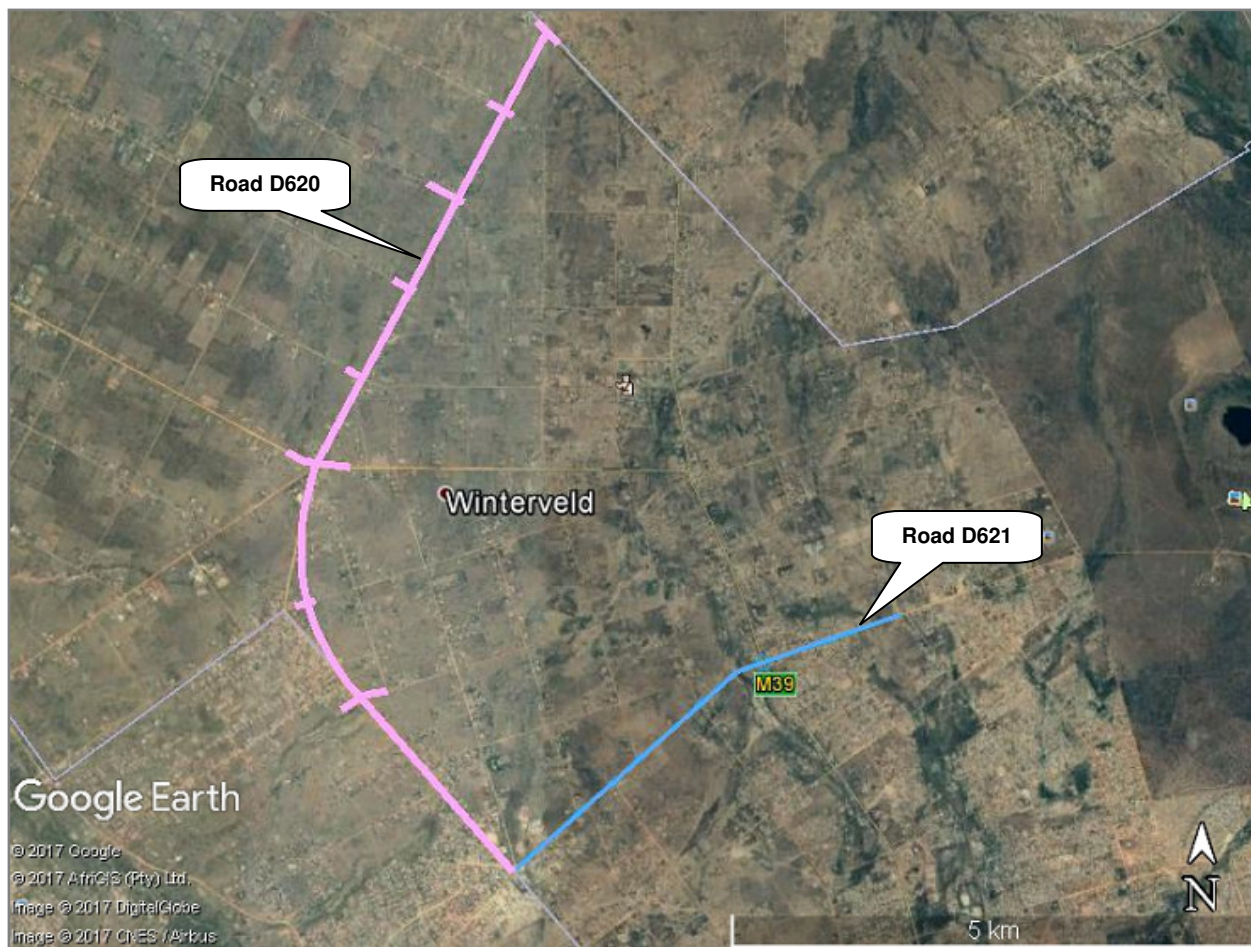 Road D620
Winterveld
Road D621
M39
Google Earth
© 2017 Google
© 2017 AfriGIS (Pty) Ltd.
Image © 2017 DigitalGlobe
Image © 2017 CNES / Airbus
N
5 km